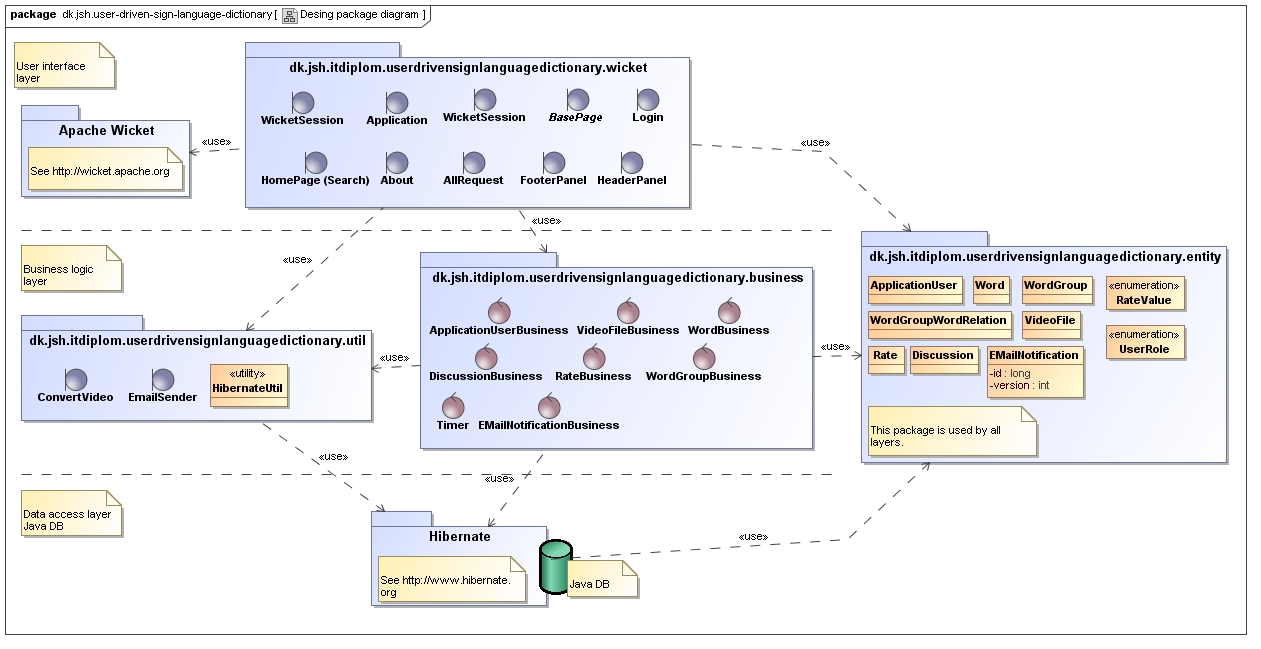 package dk.jsh.user-driven-sign-language-dictionary [ Desing package diagram ]
User interface
layer
dk.jsh.itdiplom.userdrivensignlanguagedictionary.wicket
WicketSession
Application
WicketSession
BasePage
Login
HomePage (Search)
About
AllRequest
FooterPanel
HeaderPanel
Apache Wicket
See http://wicket.apache.org
«use»
«use»
«use»
«use»
Business logic
layer
dk.jsh.itdiplom.userdrivensignlanguagedictionary.business
ApplicationUserBusiness
VideoFileBusiness
WordBusiness
DiscussionBusiness
RateBusiness
WordGroupBusiness
Timer
EMailNotificationBusiness
dk.jsh.itdiplom.userdrivensignlanguagedictionary.entity
ApplicationUser
Word
WordGroup
«enumeration»
RateValue
WordGroupWordRelation
VideoFile
«enumeration»
UserRole
Rate
Discussion
EMailNotification
-id : long
-version : int
This package is used by all
layers.
dk.jsh.itdiplom.userdrivensignlanguagedictionary.util
ConvertVideo
EmailSender
«utility»
HibernateUtil
«use»
«use»
«use»
«use»
«use»
Data access layer
Java DB
Hibernate
See http://www.hibernate.
org
Java DB